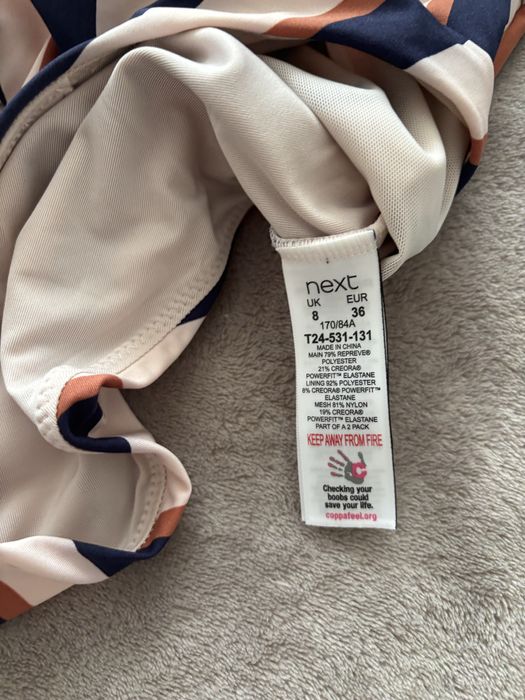 next
UK EUR
8 36
170/84A
T24-531-131
MADE IN CHINA
MAIN 79% REPREVE®
POLYESTER
21% CREORA®
POWERFIT™ ELASTANE
LINING 92% POLYESTER
8% CREORA® POWERFIT™
ELASTANE
MESH 81% NYLON
19% CREORA®
POWERFIT™ ELASTANE
PART OF A 2 PACK
KEEP AWAY FROM FIRE
Checking your
boobs could
save your life.
coppafeel.org